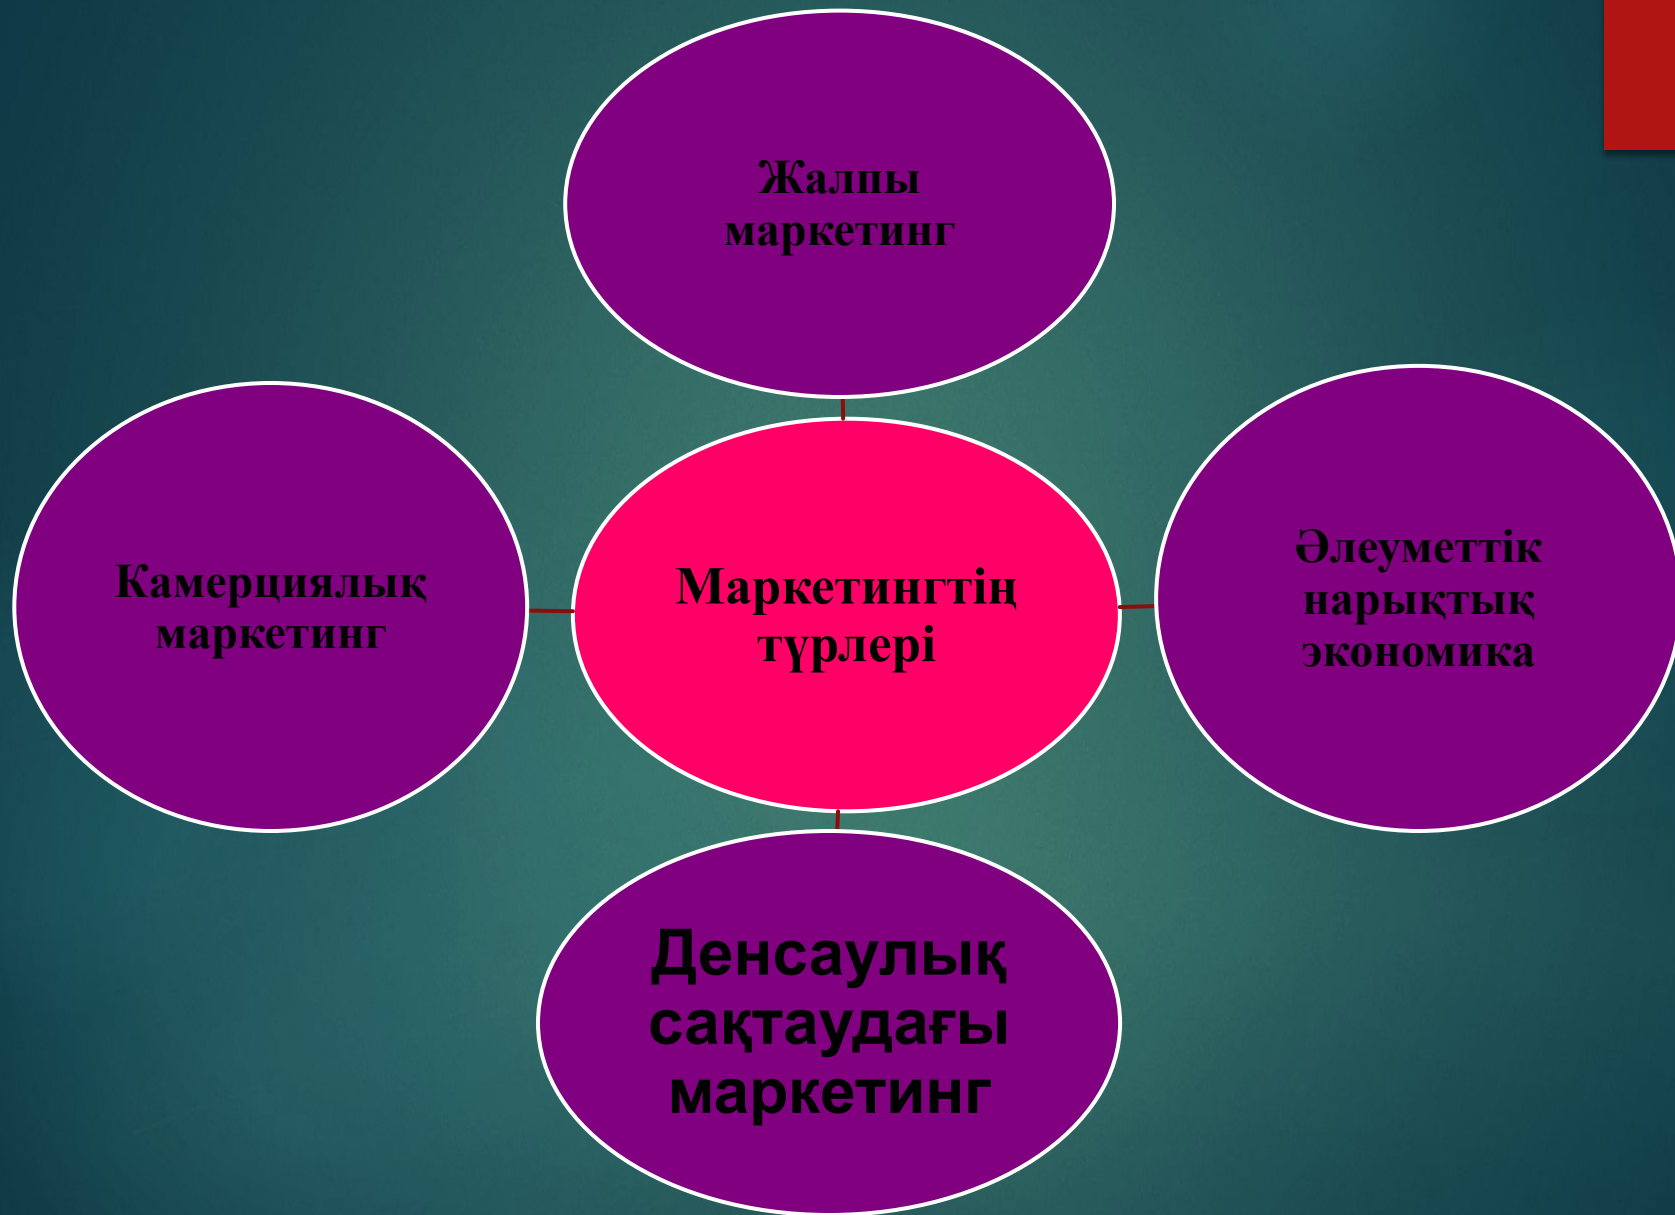 Жалпы
маркетинг
Камерциялық
маркетинг
Маркетингтің
түрлері
Әлеуметтік
нарықтық
экономика
Денсаулық
сақтаудағы
маркетинг